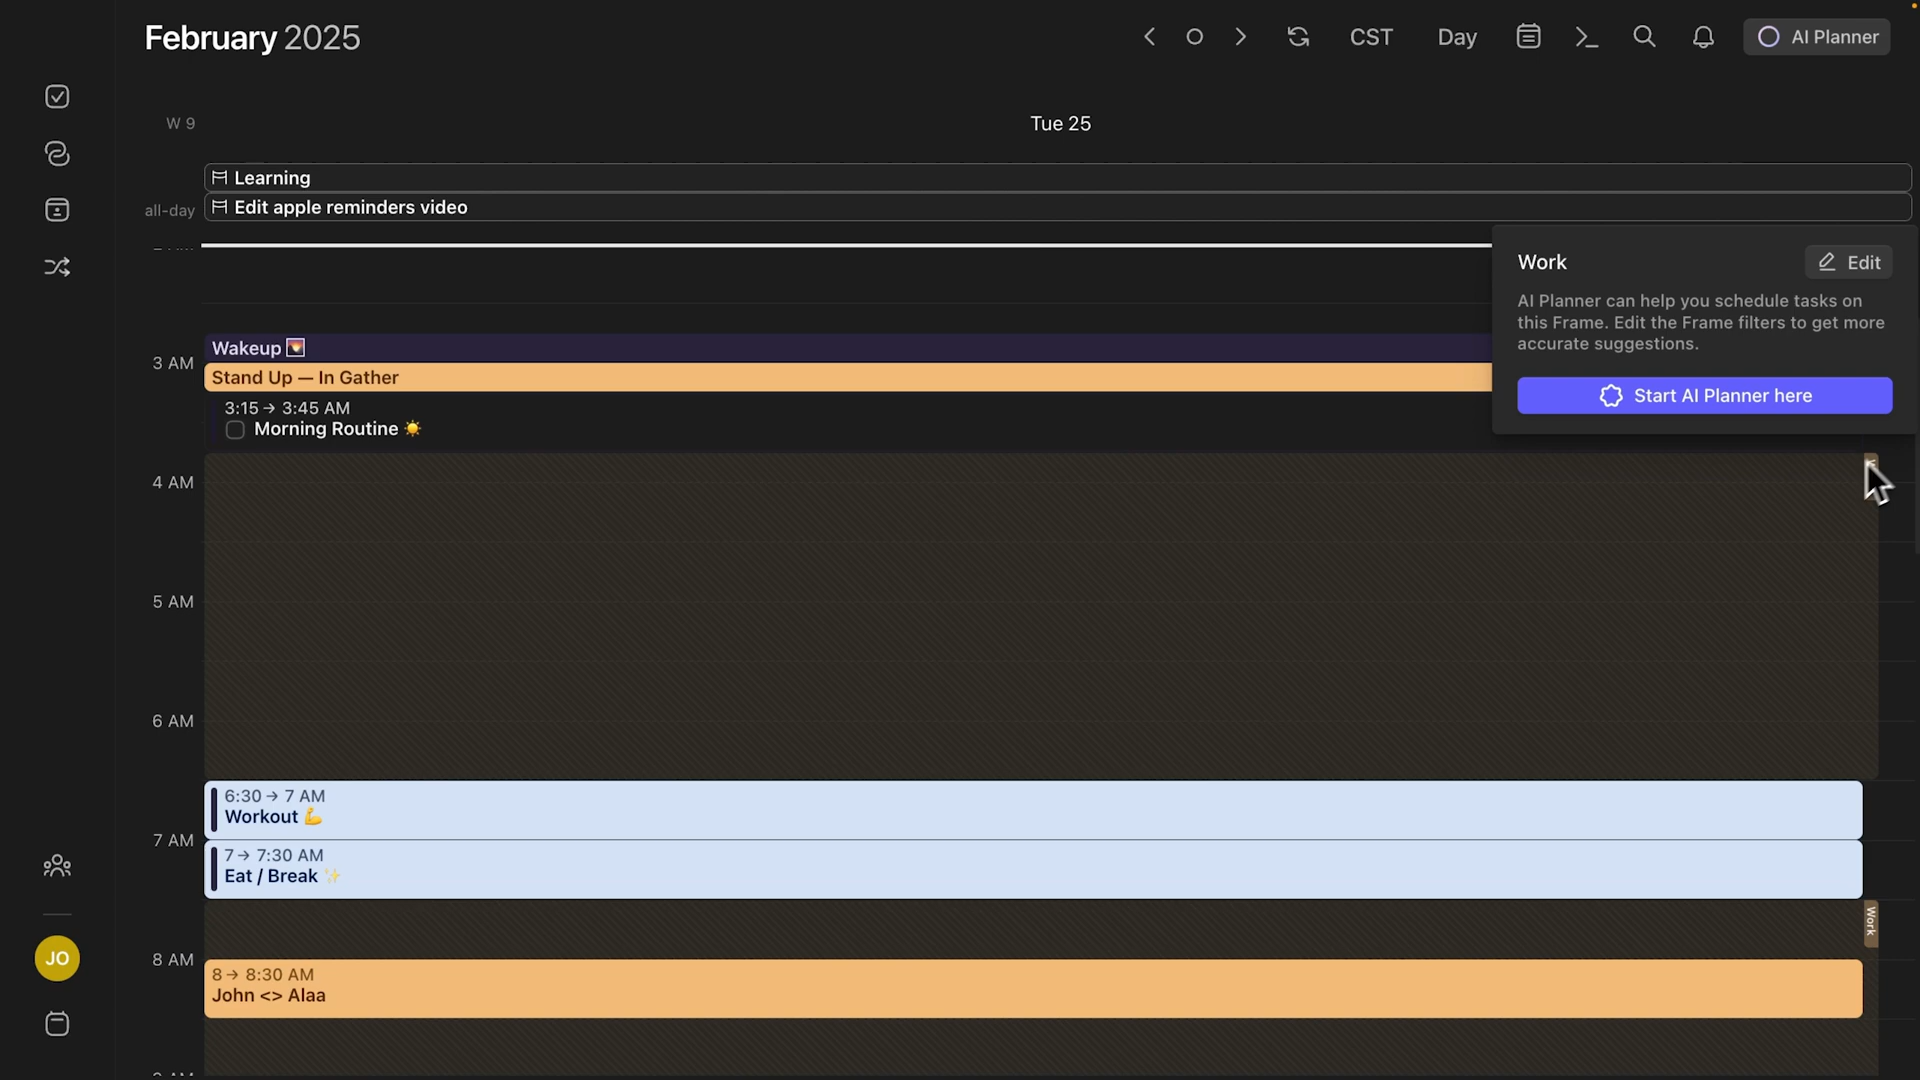 February 2025
CST
Day
AI Planner
W 9
Tue 25
Learning
all-day
Edit apple reminders video
Work
Edit
AI Planner can help you schedule tasks on
this Frame. Edit the Frame filters to get more
accurate suggestions.
Start AI Planner here
Wakeup
3 AM
Stand Up — In Gather
3:15 → 3:45 AM
Morning Routine ☀️
4 AM
5 AM
6 AM
6:30 → 7 AM
Workout 💪
7 AM
7 → 7:30 AM
Eat / Break ✨
Work
8 AM
8 → 8:30 AM
John <> Alaa
JO